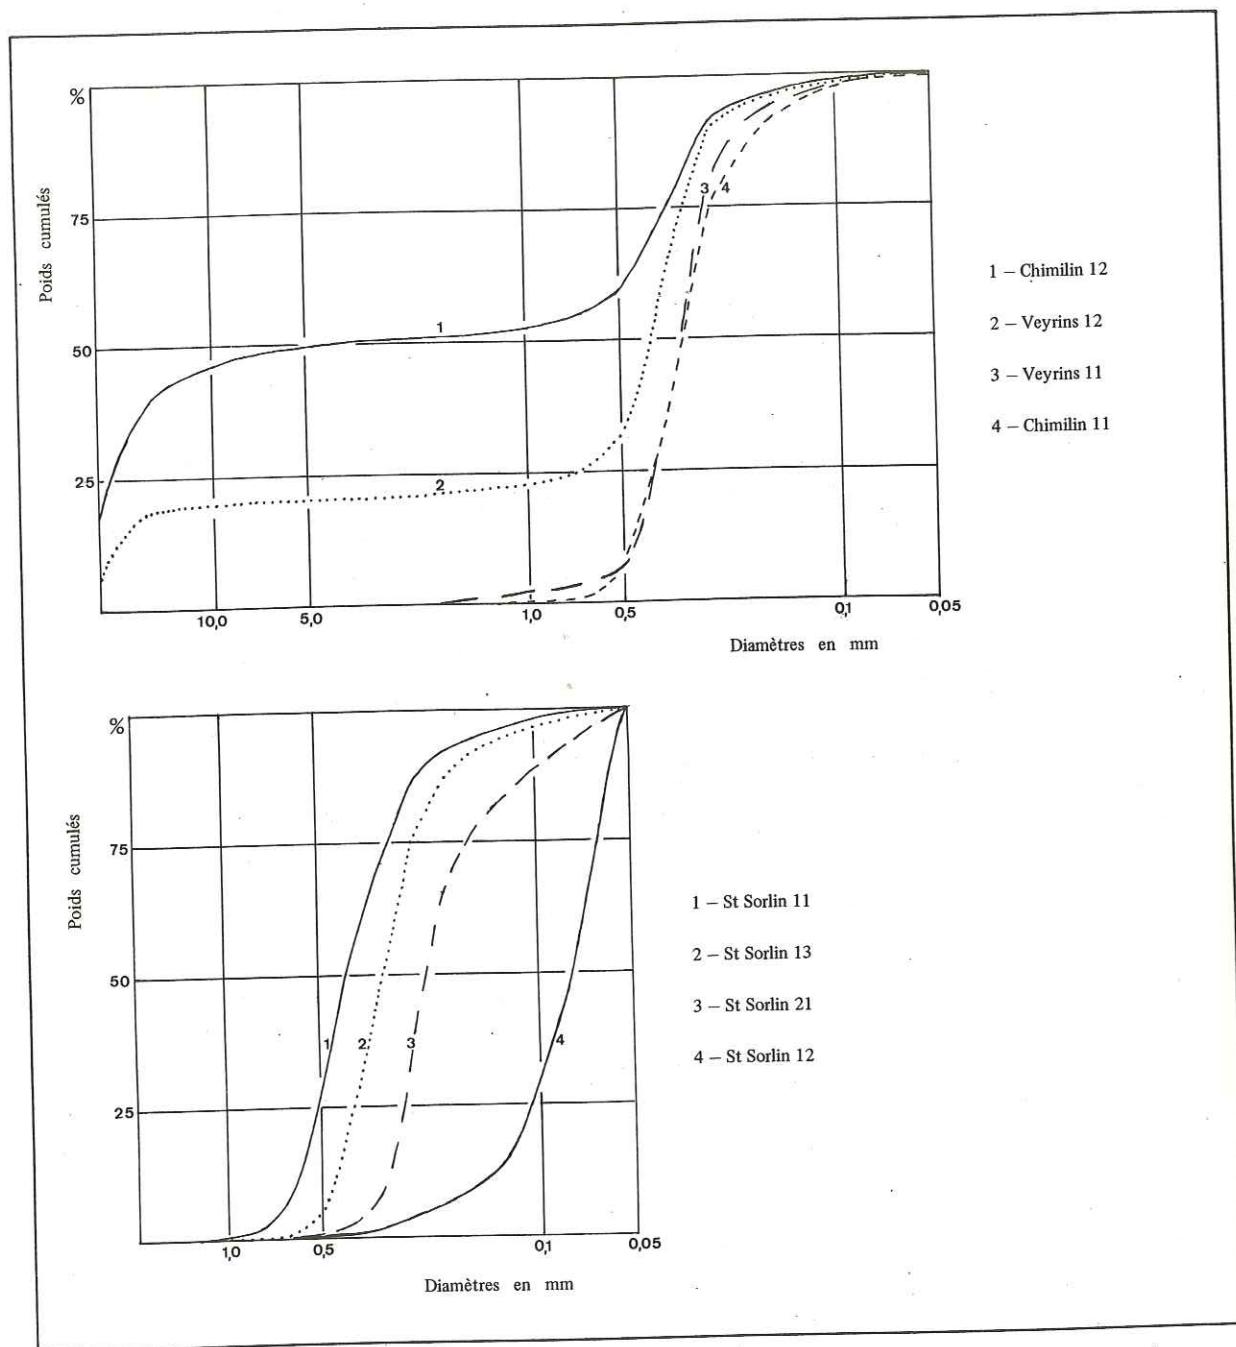 %
Poids cumulés
75
50
25
1
2
3 4
10,0 5,0 1,0 0,5 0,1 0,05
Diamètres en mm
1 – Chimilin 12
2 – Veyrins 12
3 – Veyrins 11
4 – Chimilin 11
%
Poids cumulés
75
50
25
1 2 3 4
1,0 0,5 0,1 0,05
Diamètres en mm
1 – St Sorlin 11
2 – St Sorlin 13
3 – St Sorlin 21
4 – St Sorlin 12